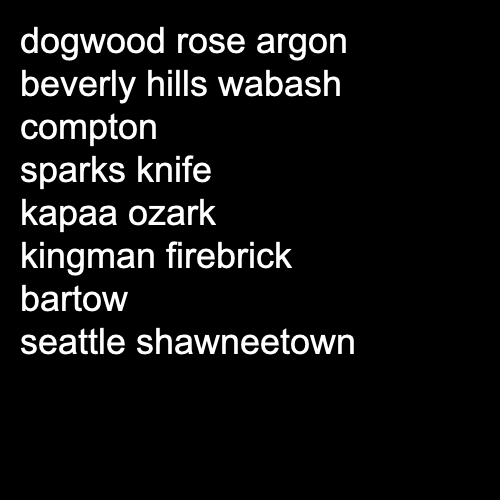 dogwood rose argon
beverly hills wabash
compton
sparks knife
kapaa ozark
kingman firebrick
bartow
seattle shawneetown